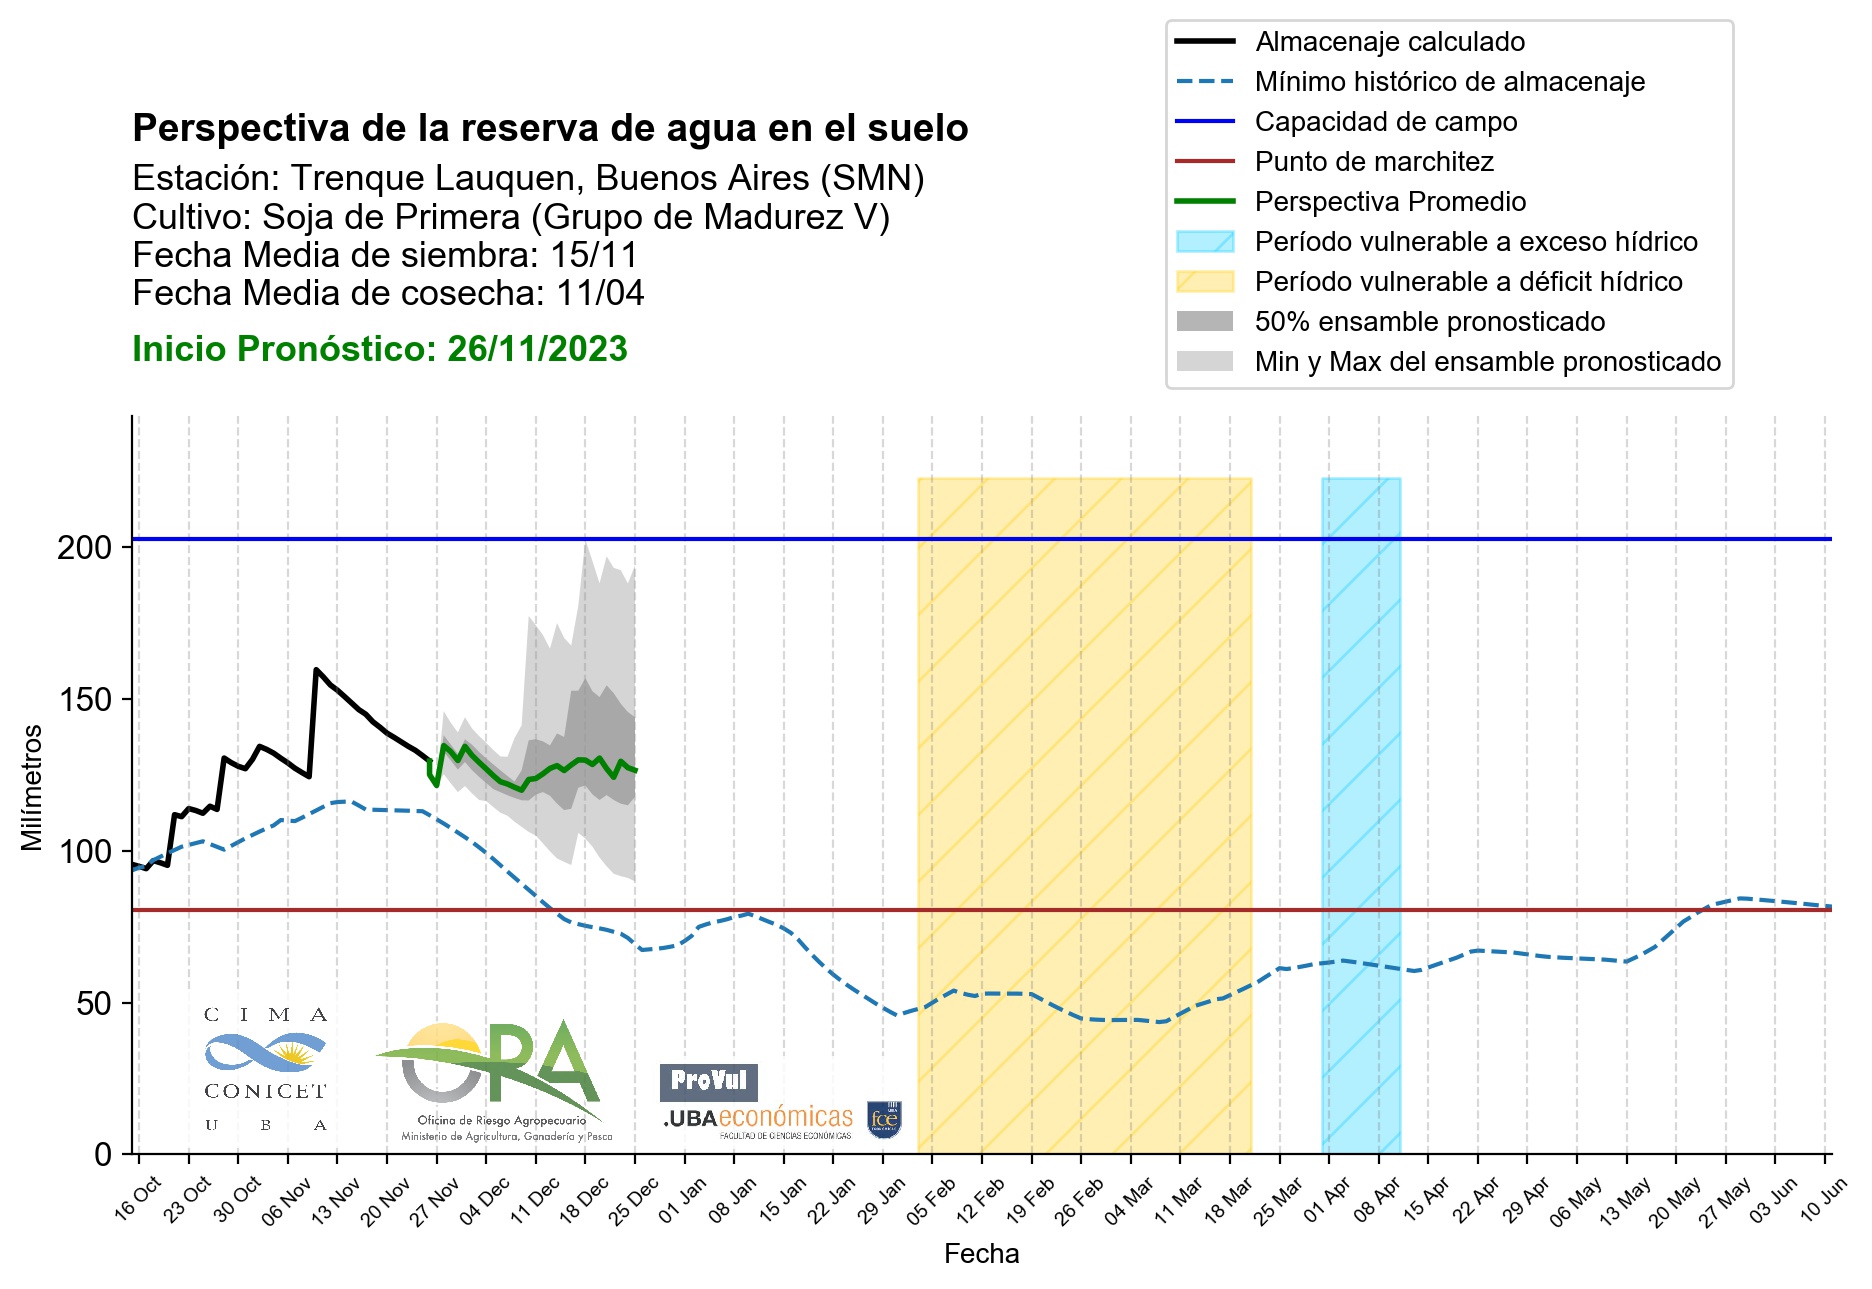 Almacenaje calculado
Mínimo histórico de almacenaje
Capacidad de campo
Punto de marchitez
Perspectiva Promedio
Período vulnerable a exceso hídrico
Período vulnerable a déficit hídrico
50% ensamble pronosticado
Min y Max del ensamble pronosticado
Perspectiva de la reserva de agua en el suelo
Estación: Trenque Lauquen, Buenos Aires (SMN)
Cultivo: Soja de Primera (Grupo de Madurez V)
Fecha Media de siembra: 15/11
Fecha Media de cosecha: 11/04
Inicio Pronóstico: 26/11/2023
200
150
100
50
0
Milímetros
C I M A
CONICET
U B A
ORA
Oficina de Riesgo Agropecuario
Ministerio de Agricultura, Ganadería y Pesca
ProVul
.UBAeconómicas
FACULTAD DE CIENCIAS ECONÓMICAS
UBA
fce
16 Oct
23 Oct
30 Oct
06 Nov
13 Nov
20 Nov
27 Nov
04 Dec
11 Dec
18 Dec
25 Dec
01 Jan
08 Jan
15 Jan
22 Jan
29 Jan
05 Feb
12 Feb
19 Feb
26 Feb
04 Mar
11 Mar
18 Mar
25 Mar
01 Apr
08 Apr
15 Apr
22 Apr
29 Apr
06 May
13 May
20 May
27 May
03 Jun
10 Jun
Fecha